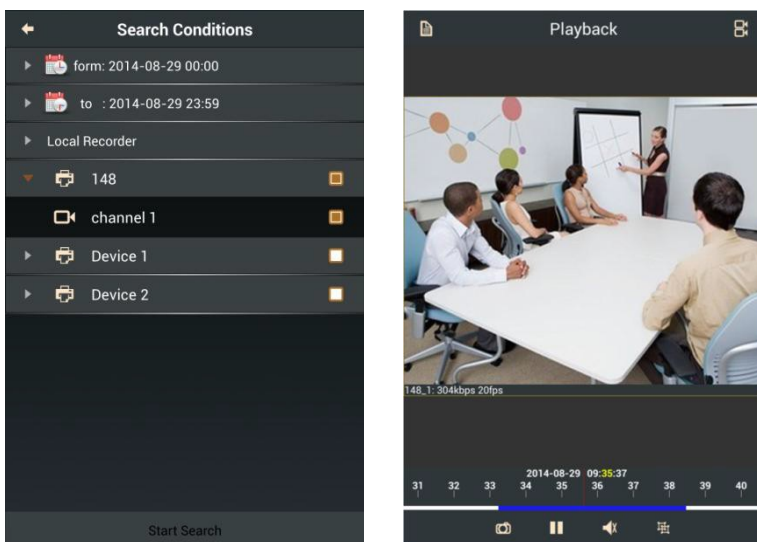 Search Conditions
form: 2014-08-29 00:00
to : 2014-08-29 23:59
Local Recorder
148
channel 1
Device 1
Device 2
Start Search
Playback
148_1: 304kbps 20fps
2014-08-29 09:35:37
31 32 33 34 35 36 37 38 39 40